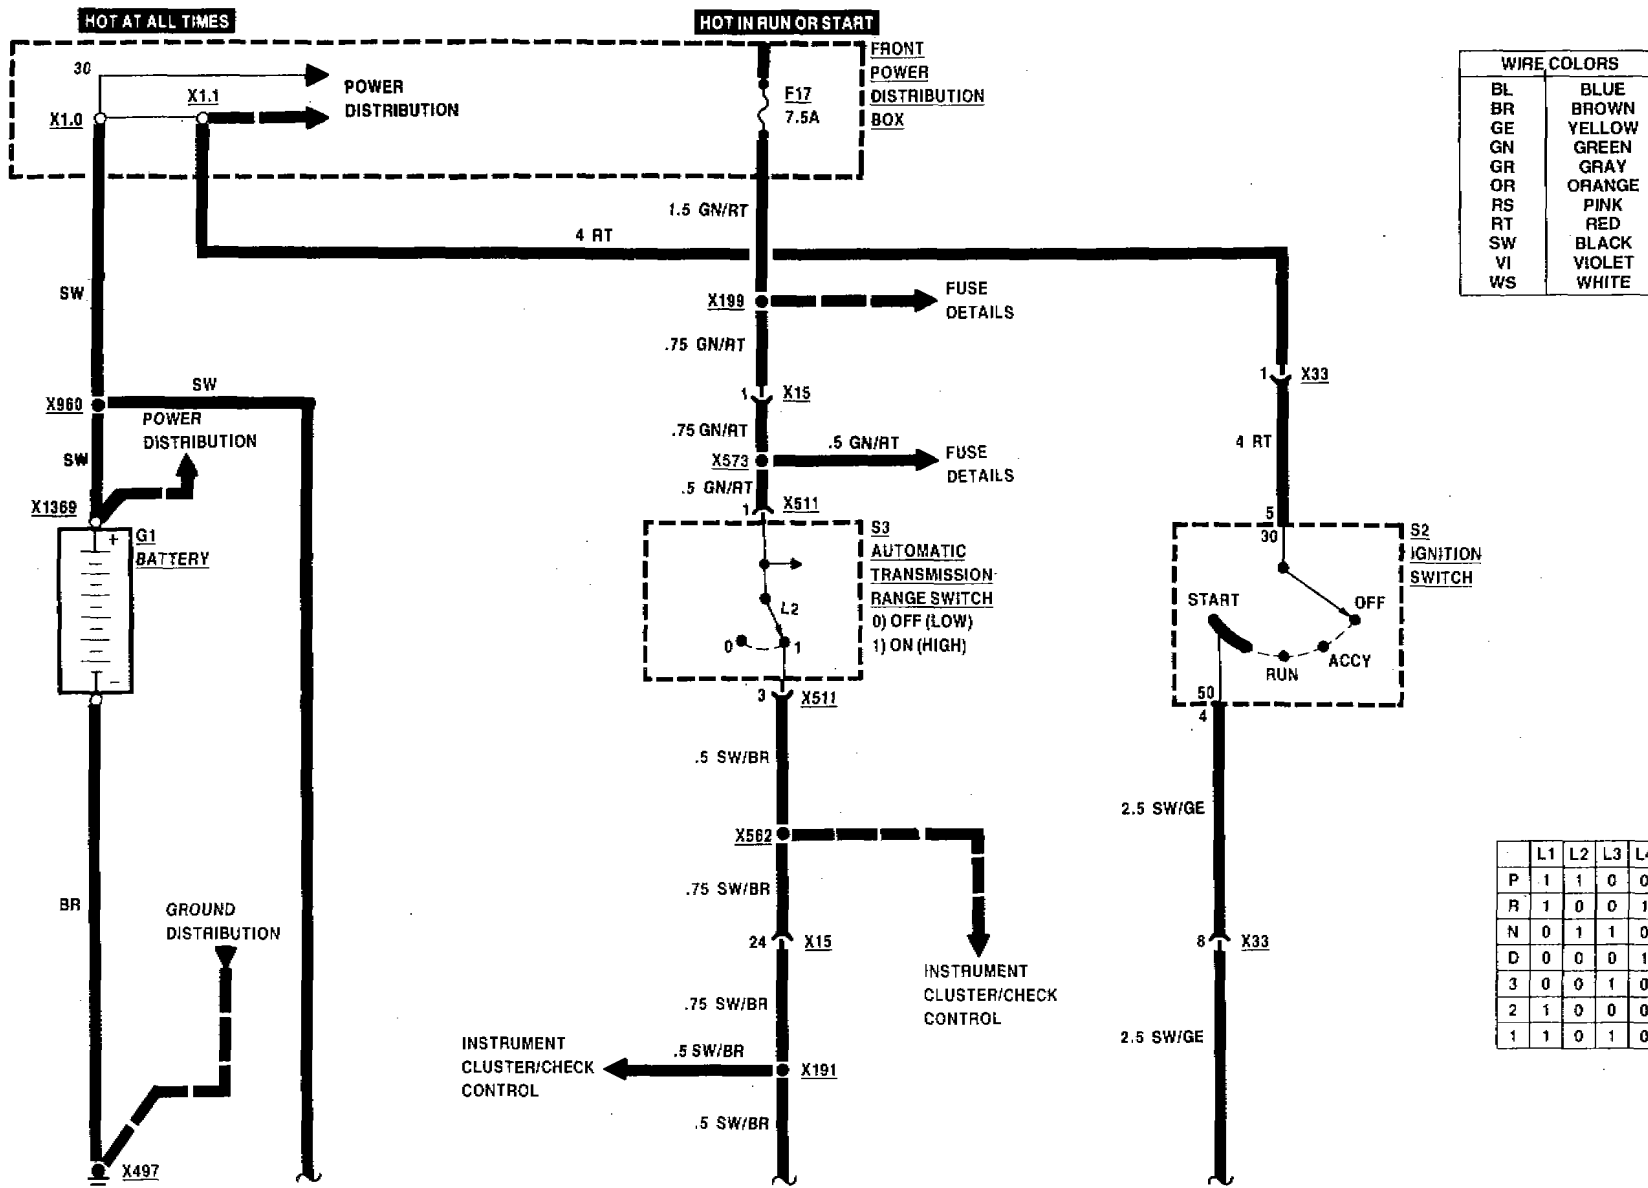 HOT AT ALL TIMES
HOT IN RUN OR START
30
X1.1
X1.0
POWER
DISTRIBUTION
F17
7.5A
FRONT
POWER
DISTRIBUTION
BOX
WIRE COLORS
BL BLUE
BR BROWN
GE YELLOW
GN GREEN
GR GRAY
OR ORANGE
RS PINK
RT RED
SW BLACK
VI VIOLET
WS WHITE
1.5 GN/RT
4 RT
SW
X199
FUSE
DETAILS
.75 GN/RT
1 X15
1 X33
SW
X960
POWER
DISTRIBUTION
SW
.75 GN/RT
X573
.5 GN/RT
FUSE
DETAILS
4 RT
.5 GN/RT
1 X511
X1369
+
G1
BATTERY
-
S3
AUTOMATIC
TRANSMISSION
RANGE SWITCH
0) OFF (LOW)
1) ON (HIGH)
L2
0 1
5
30
S2
IGNITION
SWITCH
START
OFF
RUN
ACCY
50
4
3 X511
.5 SW/BR
2.5 SW/GE
X562
.75 SW/BR
L1 L2 L3 L4
P 1 1 0 0
R 1 0 0 1
N 0 1 1 0
D 0 0 0 1
3 0 0 1 0
2 1 0 0 0
1 1 0 1 0
BR
GROUND
DISTRIBUTION
24 X15
8 X33
INSTRUMENT
CLUSTER/CHECK
CONTROL
.75 SW/BR
2.5 SW/GE
INSTRUMENT
CLUSTER/CHECK
CONTROL
.5 SW/BR
X191
.5 SW/BR
X497